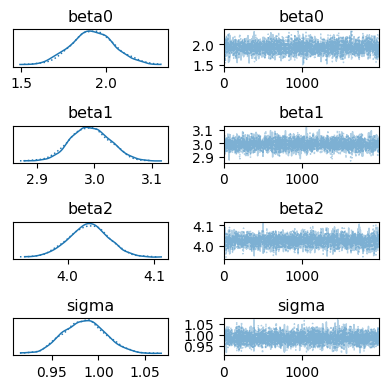 beta0 beta0
2.0
1.5
1.5 2.0 0 1000
beta1 beta1
3.1
3.0
2.9
2.9 3.0 3.1 0 1000
beta2 beta2
4.1
4.0
4.0 4.1 0 1000
sigma sigma
1.05
1.00
0.95
0.95 1.00 1.05 0 1000